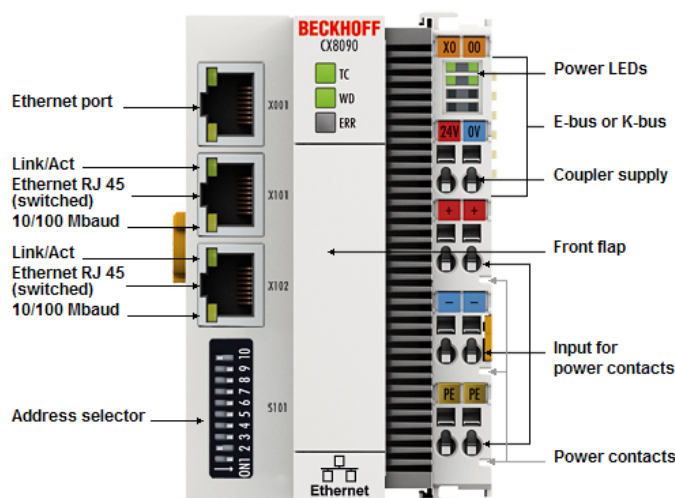 BECKHOFF
CX8090
TC
WD
ERR
X001
X101
X102
S101
ON 1 2 3 4 5 6 7 8 9 10
Ethernet
X0 00
24V 0V
+ +
− −
PE PE
Ethernet port
Link/Act
Ethernet RJ 45
(switched)
10/100 Mbaud
Link/Act
Ethernet RJ 45
(switched)
10/100 Mbaud
Address selector
Power LEDs
E-bus or K-bus
Coupler supply
Front flap
Input for
power contacts
Power contacts